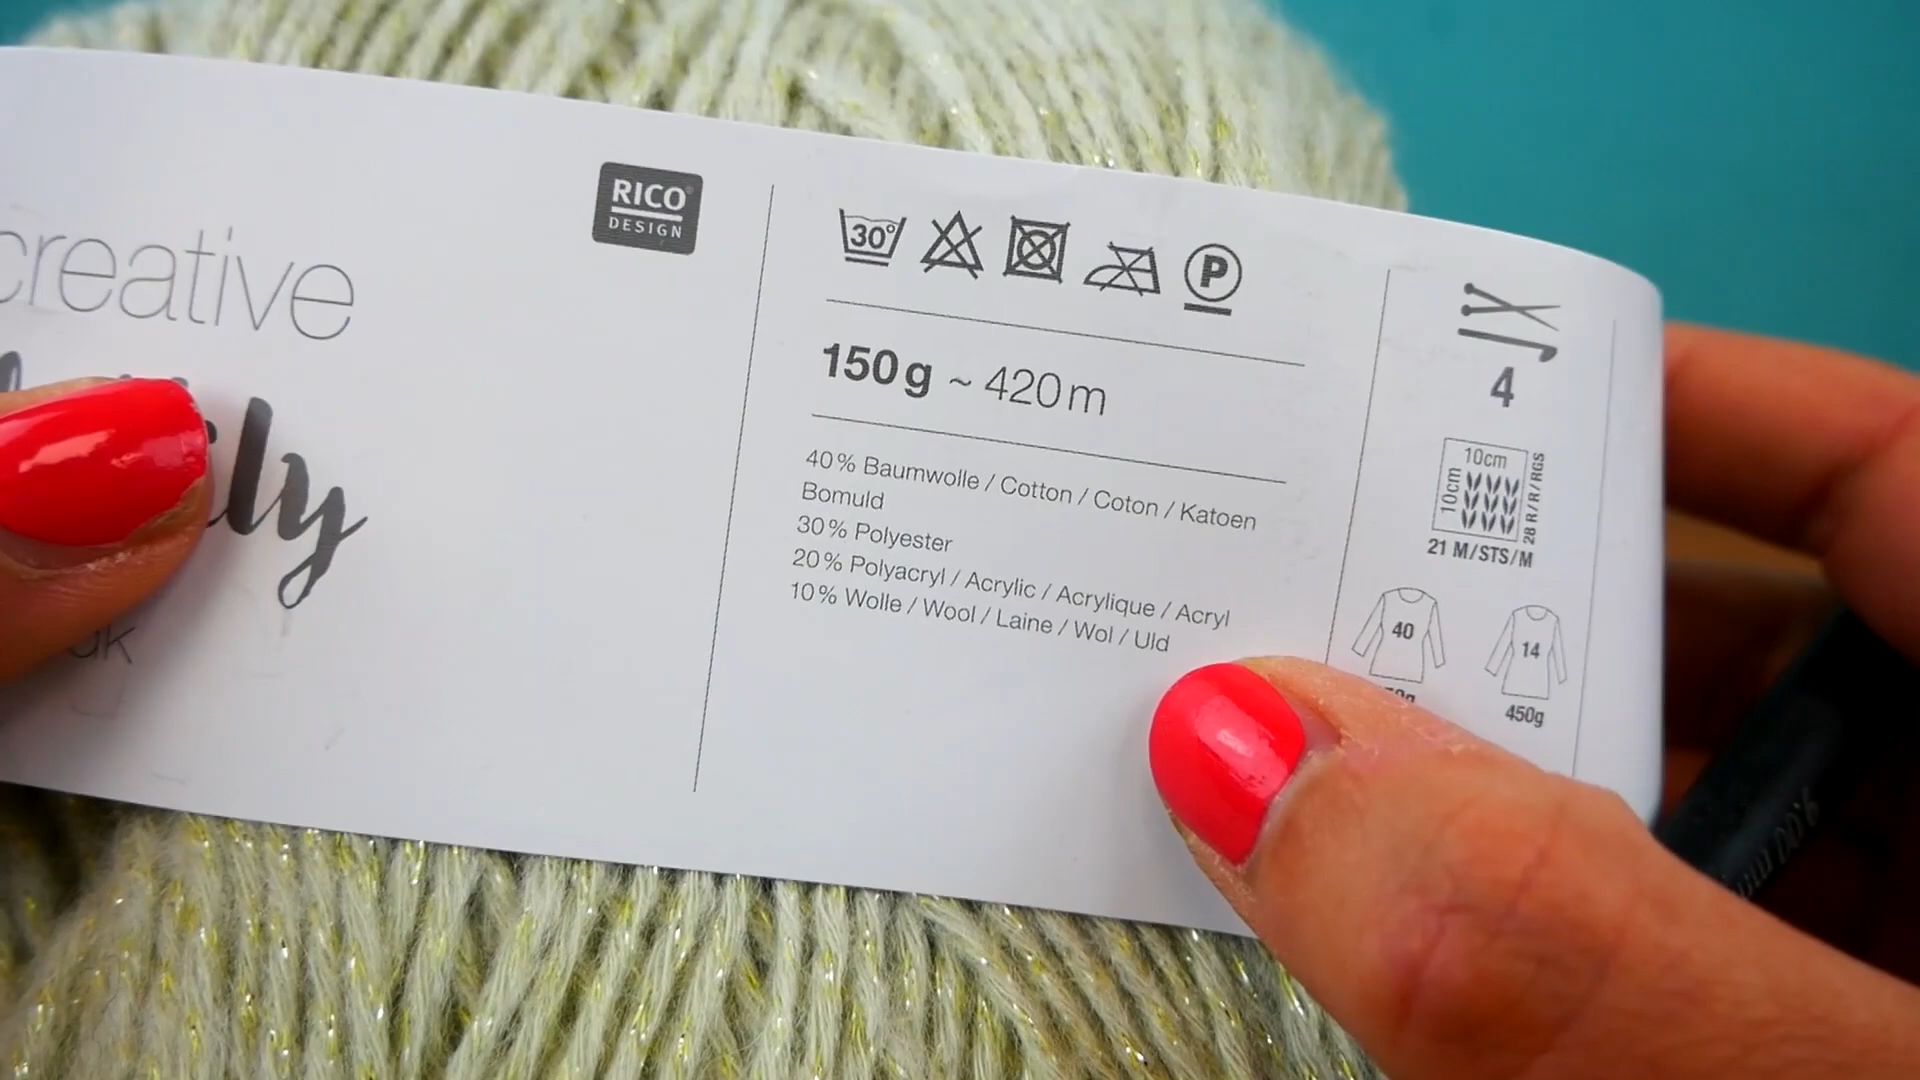 RICO®
DESIGN
creative
30°
P
150g ~ 420m
40% Baumwolle / Cotton / Coton / Katoen
Bomuld
30% Polyester
20% Polyacryl / Acrylic / Acrylique / Acryl
10% Wolle / Wool / Laine / Wol / Uld
4
10cm
10cm
28 R/R/RGS
21 M/STS/M
40
14
450g